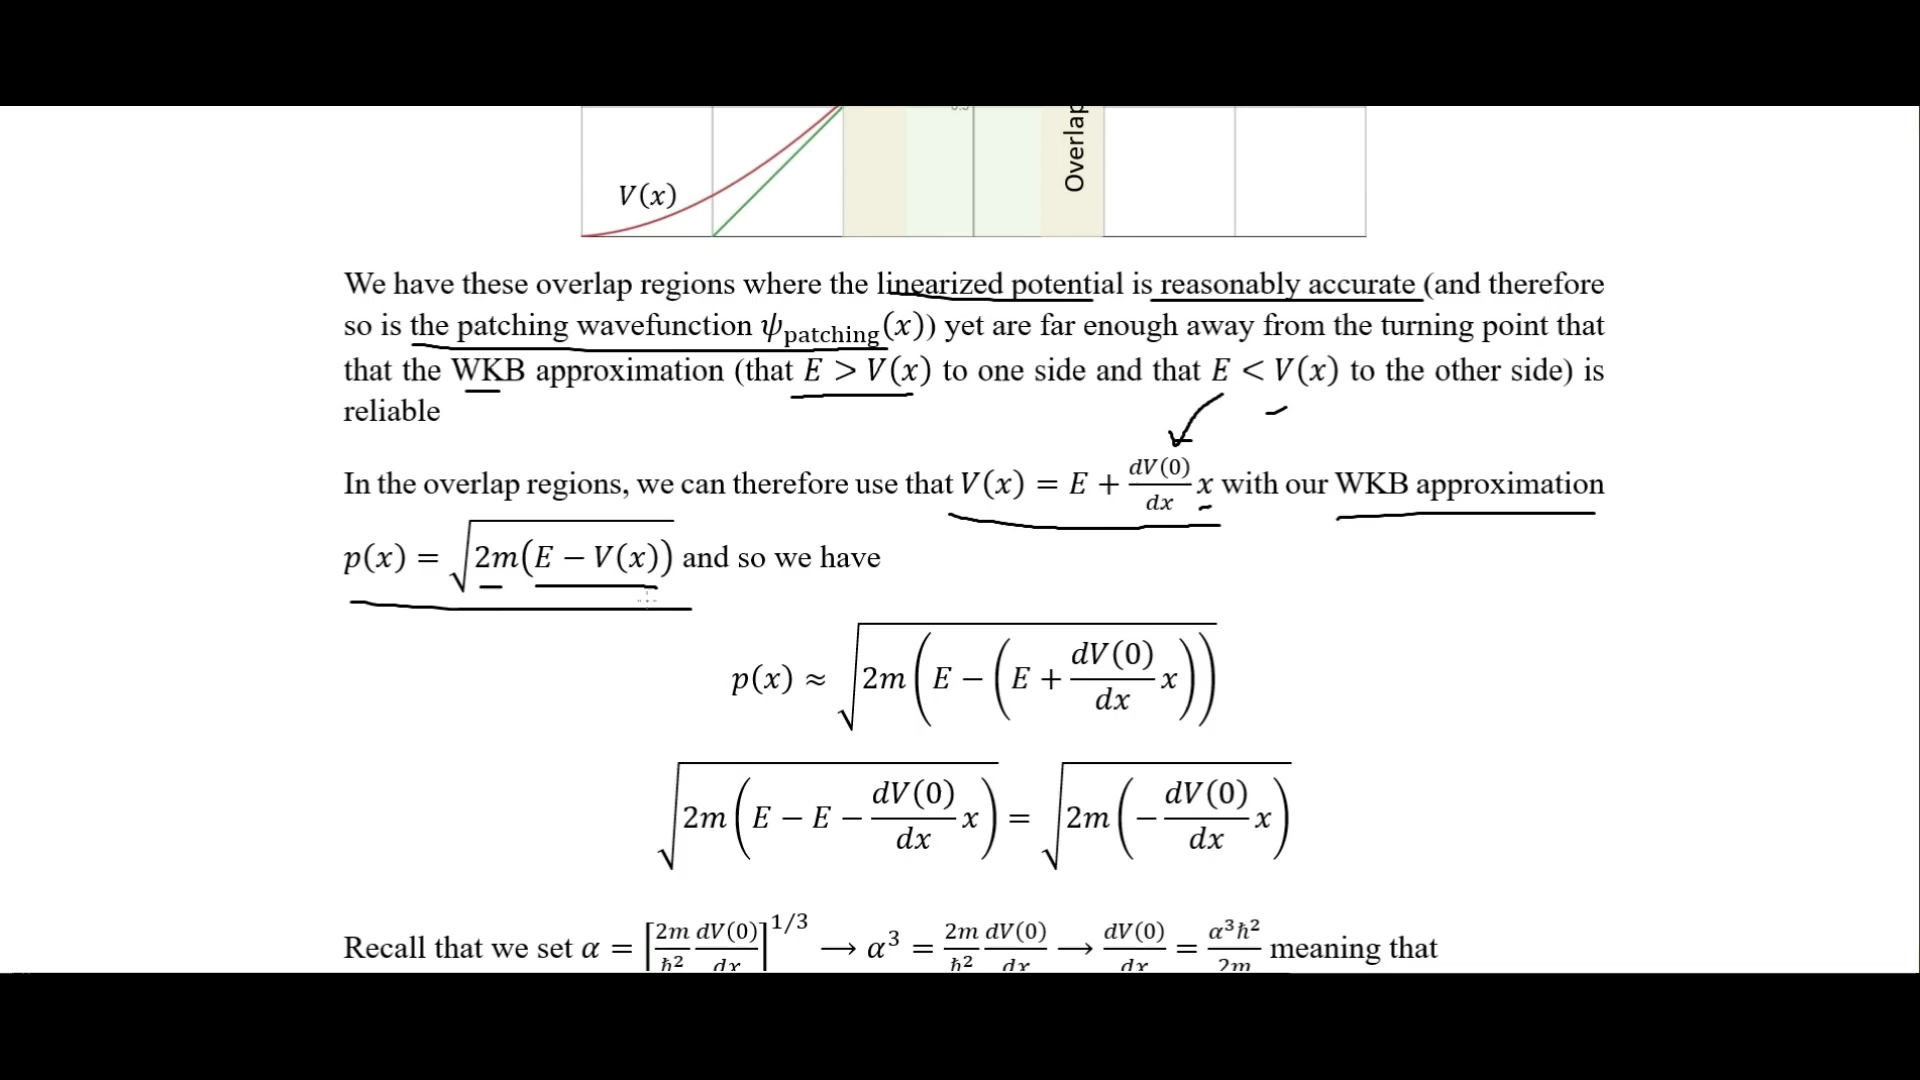 V(x)
Overlap
We have these overlap regions where the linearized potential is reasonably accurate (and therefore
so is the patching wavefunction ψ_patching(x)) yet are far enough away from the turning point that
that the WKB approximation (that E > V(x) to one side and that E < V(x) to the other side) is
reliable
In the overlap regions, we can therefore use that V(x) = E + dV(0)/dx x with our WKB approximation
p(x) = √(2m(E − V(x))) and so we have
p(x) ≈ √(2m(E − (E + dV(0)/dx x)))
√(2m(E − E − dV(0)/dx x)) = √(2m(− dV(0)/dx x))
Recall that we set α = [2m/ħ² dV(0)/dx]^1/3 ⟶ α³ = 2m/ħ² dV(0)/dx ⟶ dV(0)/dx = α³ħ²/2m meaning that